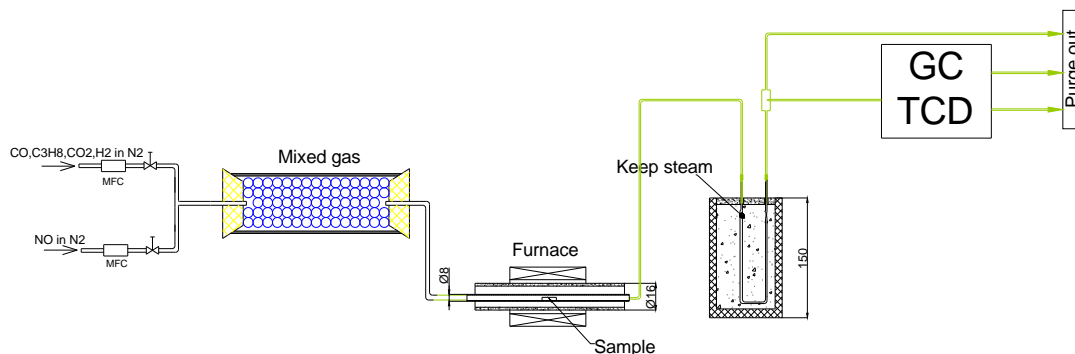 CO,C3H8,CO2,H2 in N2
MFC
NO in N2
MFC
Mixed gas
Ø8
Furnace
Ø16
Sample
Keep steam
150
GC
TCD
Purge out